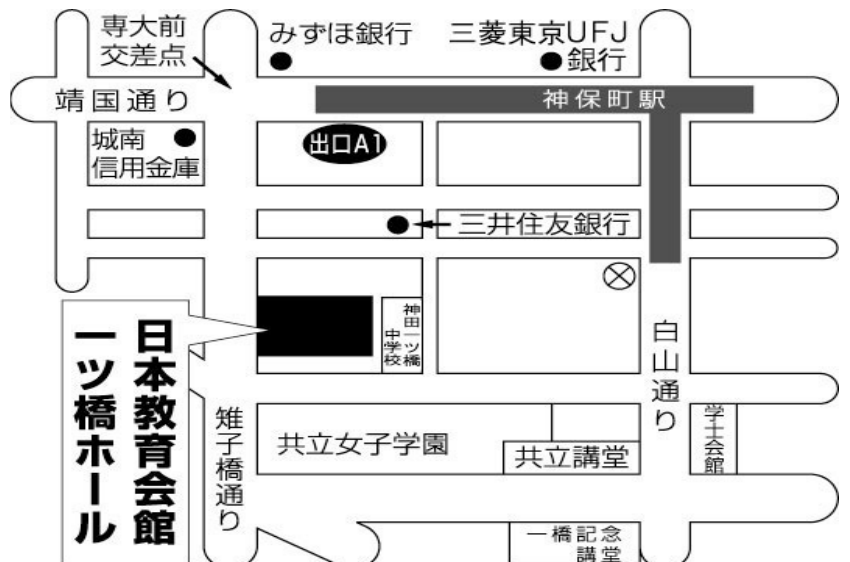 専大前
交差点
みずほ銀行
三菱東京UFJ
銀行
靖国通り
神保町駅
城南
信用金庫
出口A1
三井住友銀行
日本教育会館
一ツ橋ホール
神田一ツ橋
中学校
白山通り
雉子橋通り
共立女子学園
共立講堂
学士会館
一橋記念
講堂